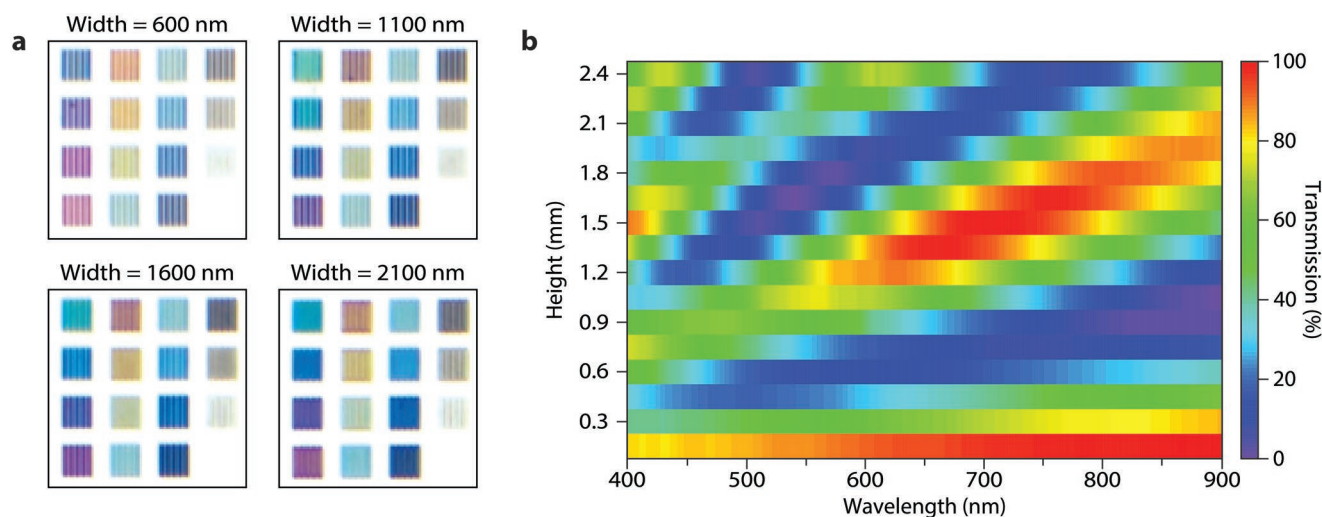 a
Width = 600 nm
Width = 1100 nm
Width = 1600 nm
Width = 2100 nm
b
Height (mm)
2.4
2.1
1.8
1.5
1.2
0.9
0.6
0.3
400 500 600 700 800 900
Wavelength (nm)
100
80
60
40
20
0
Transmission (%)